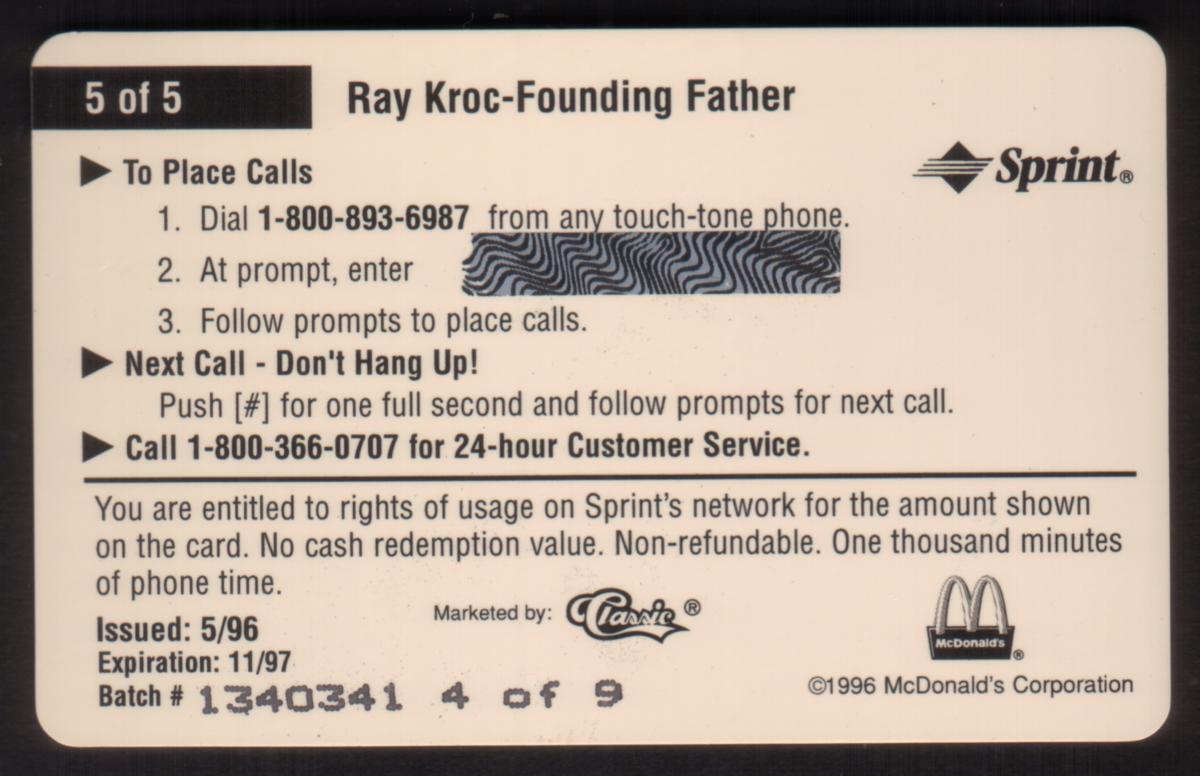 5 of 5
Ray Kroc-Founding Father
▶ To Place Calls
Sprint®
1. Dial 1-800-893-6987 from any touch-tone phone.
2. At prompt, enter
3. Follow prompts to place calls.
▶ Next Call - Don't Hang Up!
Push [#] for one full second and follow prompts for next call.
▶ Call 1-800-366-0707 for 24-hour Customer Service.
You are entitled to rights of usage on Sprint's network for the amount shown
on the card. No cash redemption value. Non-refundable. One thousand minutes
of phone time.
Marketed by: Classic®
McDonald's®
Issued: 5/96
Expiration: 11/97
Batch # 1340341 4 of 9
©1996 McDonald's Corporation